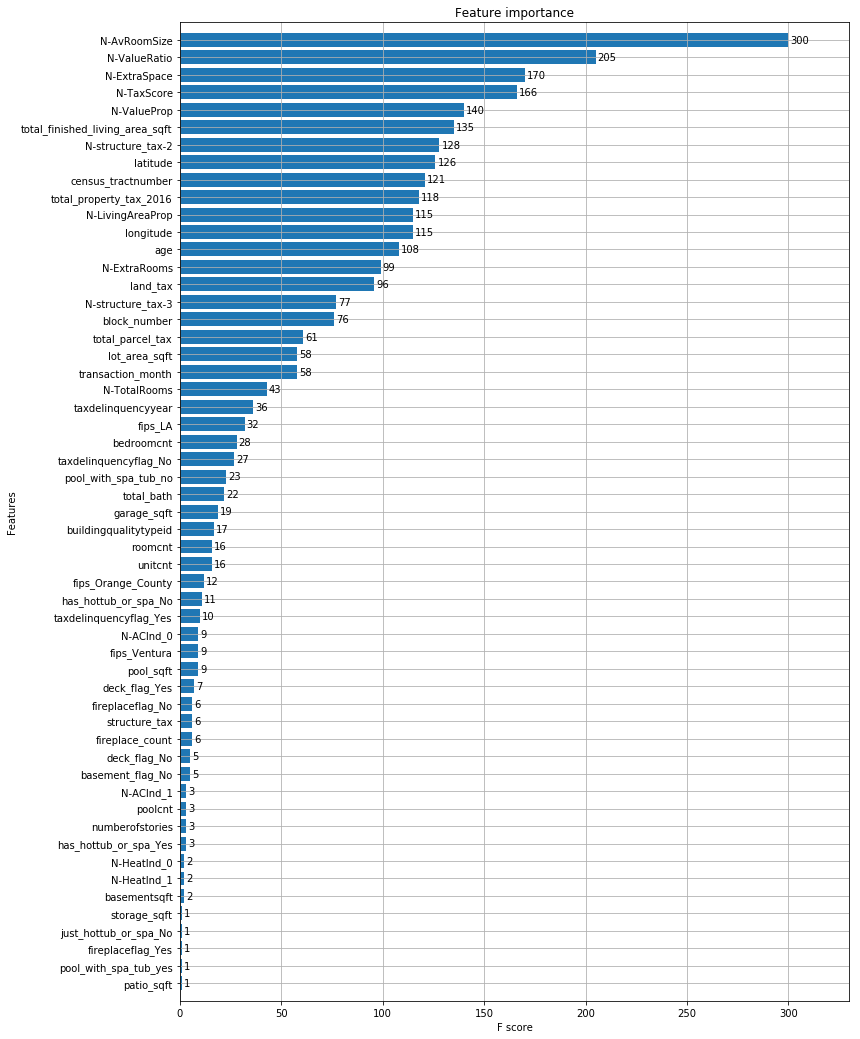 Feature importance
N-AvRoomSize 300
N-ValueRatio 205
N-ExtraSpace 170
N-TaxScore 166
N-ValueProp 140
total_finished_living_area_sqft 135
N-structure_tax-2 128
latitude 126
census_tractnumber 121
total_property_tax_2016 118
N-LivingAreaProp 115
longitude 115
age 108
N-ExtraRooms 99
land_tax 96
N-structure_tax-3 77
block_number 76
total_parcel_tax 61
lot_area_sqft 58
transaction_month 58
N-TotalRooms 43
taxdelinquencyyear 36
fips_LA 32
bedroomcnt 28
taxdelinquencyflag_No 27
pool_with_spa_tub_no 23
total_bath 22
garage_sqft 19
buildingqualitytypeid 17
roomcnt 16
unitcnt 16
fips_Orange_County 12
has_hottub_or_spa_No 11
taxdelinquencyflag_Yes 10
N-ACInd_0 9
fips_Ventura 9
pool_sqft 9
deck_flag_Yes 7
fireplaceflag_No 6
structure_tax 6
fireplace_count 6
deck_flag_No 5
basement_flag_No 5
N-ACInd_1 3
poolcnt 3
numberofstories 3
has_hottub_or_spa_Yes 3
N-HeatInd_0 2
N-HeatInd_1 2
basementsqft 2
storage_sqft 1
just_hottub_or_spa_No 1
fireplaceflag_Yes 1
pool_with_spa_tub_yes 1
patio_sqft 1
Features
0 50 100 150 200 250 300
F score